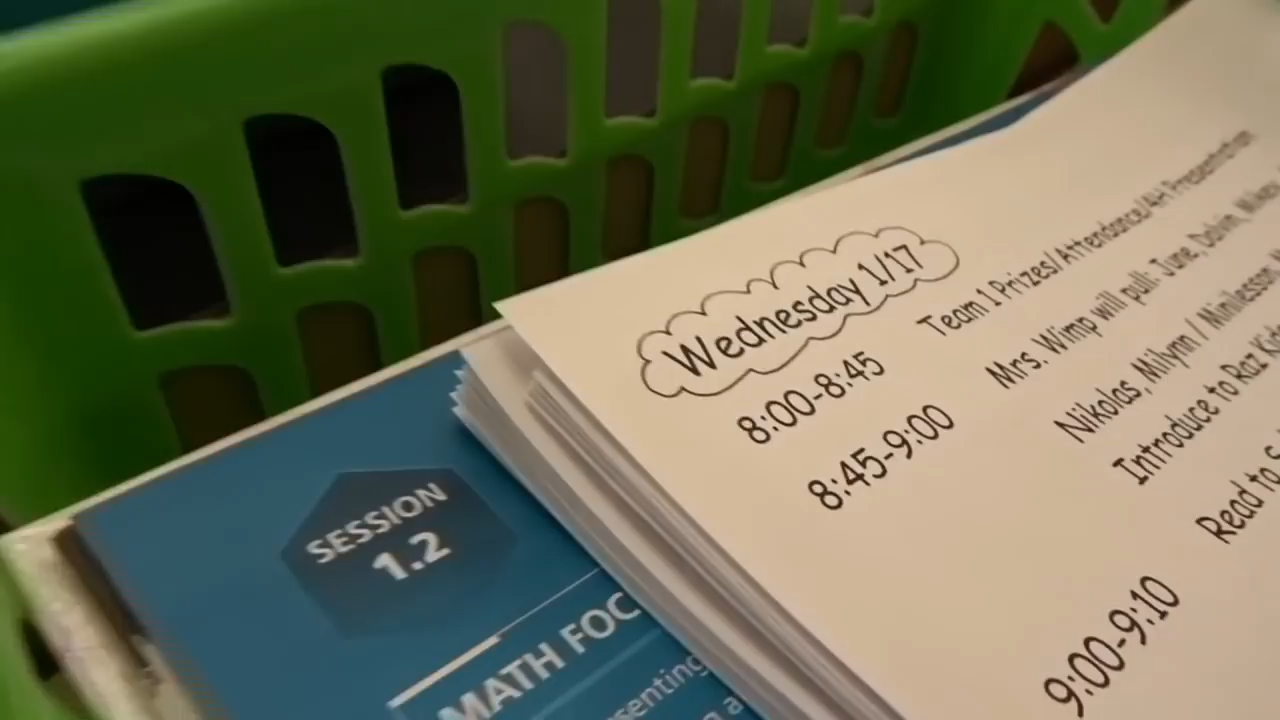 Wednesday 1/17
8:00-8:45 Team 1 Prizes/Attendance/4H Presentation
8:45-9:00 Mrs. Wimp will pull: June, Dalvin,
Nikolas, Milynn / Minilesson
Introduce to Raz
Read to
9:00-9:10
SESSION
1.2
MATH FOC
senting